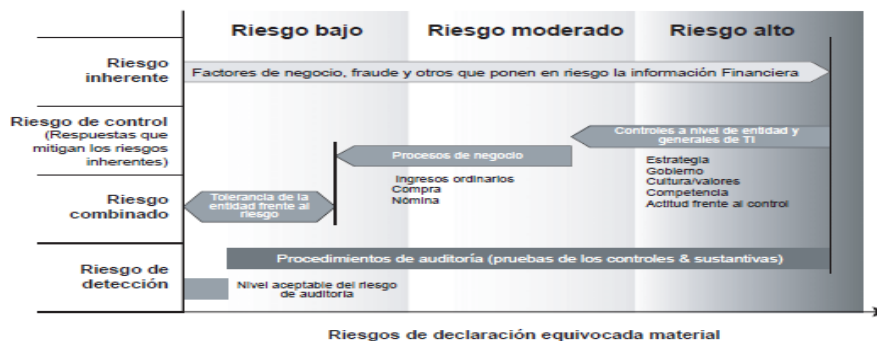 Riesgo bajo
Riesgo moderado
Riesgo alto
Riesgo
inherente
Factores de negocio, fraude y otros que ponen en riesgo la información Financiera
Riesgo de control
(Respuestas que
mitigan los riesgos
inherentes)
Controles a nivel de entidad y
generales de TI
Procesos de negocio
Estrategia
Gobierno
Cultura/valores
Competencia
Actitud frente al control
Ingresos ordinarios
Compra
Nómina
Riesgo
combinado
Tolerancia de la
entidad frente al
riesgo
Riesgo de
detección
Procedimientos de auditoría (pruebas de los controles & sustantivas)
Nivel aceptable del riesgo
de auditoría
Riesgos de declaración equivocada material